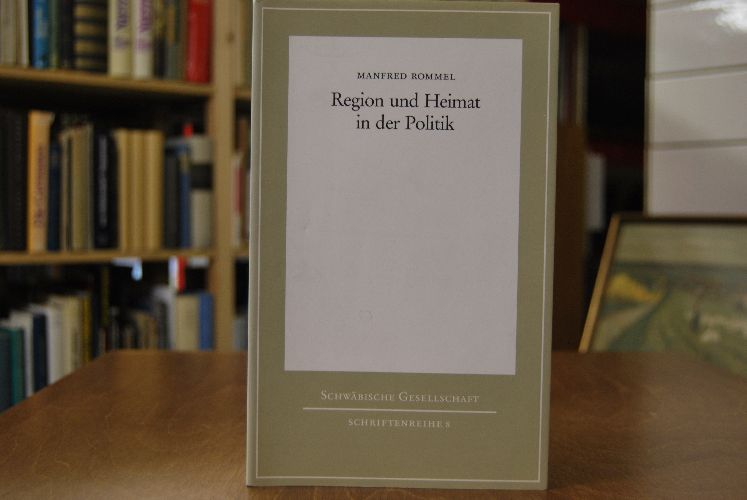 MANFRED ROMMEL
Region und Heimat
in der Politik
SCHWÄBISCHE GESELLSCHAFT
SCHRIFTENREIHE 8